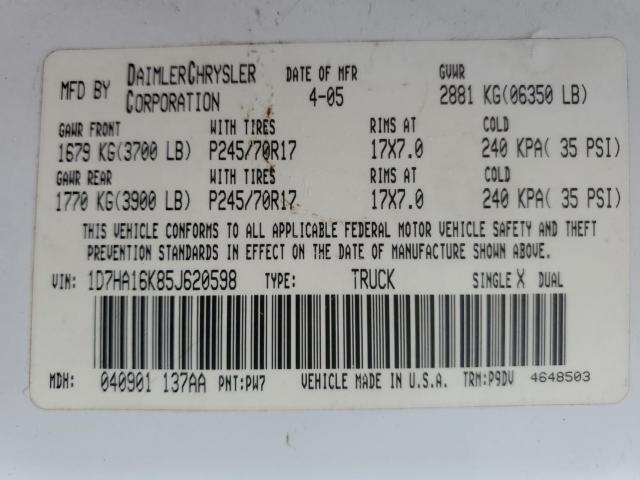 MFD BY DAIMLERCHRYSLER CORPORATION DATE OF MFR 4-05 GVWR 2881 KG(06350 LB)
GAWR FRONT WITH TIRES RIMS AT COLD
1679 KG(3700 LB) P245/70R17 17X7.0 240 KPA( 35 PSI)
GAWR REAR WITH TIRES RIMS AT COLD
1770 KG(3900 LB) P245/70R17 17X7.0 240 KPA( 35 PSI)
THIS VEHICLE CONFORMS TO ALL APPLICABLE FEDERAL MOTOR VEHICLE SAFETY AND THEFT
PREVENTION STANDARDS IN EFFECT ON THE DATE OF MANUFACTURE SHOWN ABOVE.
VIN: 1D7HA16K85J620598 TYPE: TRUCK SINGLE X DUAL
MDH: 040901 137AA PNT:PW7 VEHICLE MADE IN U.S.A. TRM:P9DV 4648503